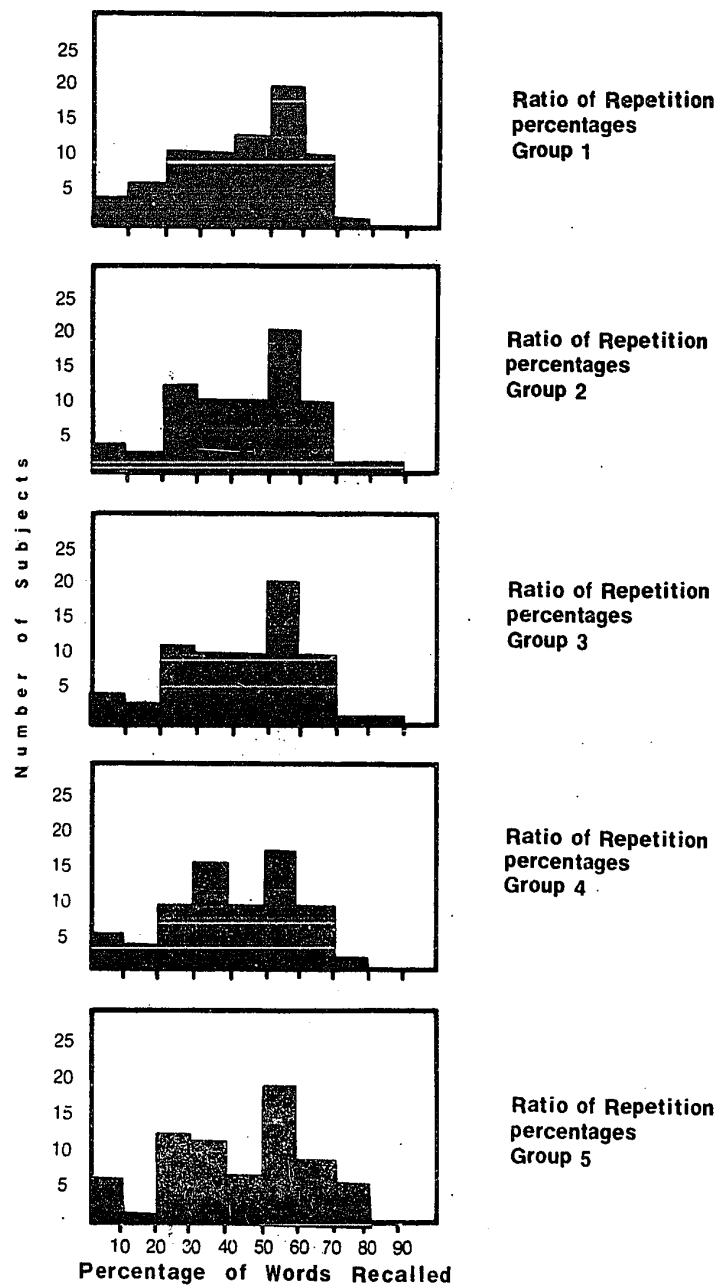 25
20
15
10
5
Ratio of Repetition
percentages
Group 1
25
20
15
10
5
Ratio of Repetition
percentages
Group 2
Number of Subjects
25
20
15
10
5
Ratio of Repetition
percentages
Group 3
25
20
15
10
5
Ratio of Repetition
percentages
Group 4
25
20
15
10
5
Ratio of Repetition
percentages
Group 5
10 20 30 40 50 60 70 80 90
Percentage of Words Recalled